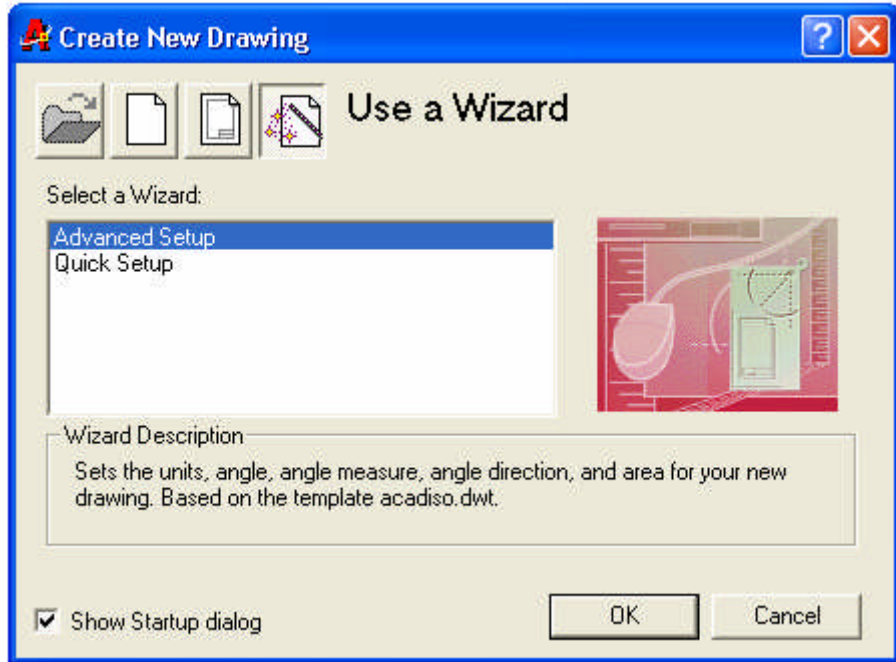 Create New Drawing
Use a Wizard
Select a Wizard:
Advanced Setup
Quick Setup
Wizard Description
Sets the units, angle, angle measure, angle direction, and area for your new
drawing. Based on the template acadiso.dwt.
Show Startup dialog
OK
Cancel